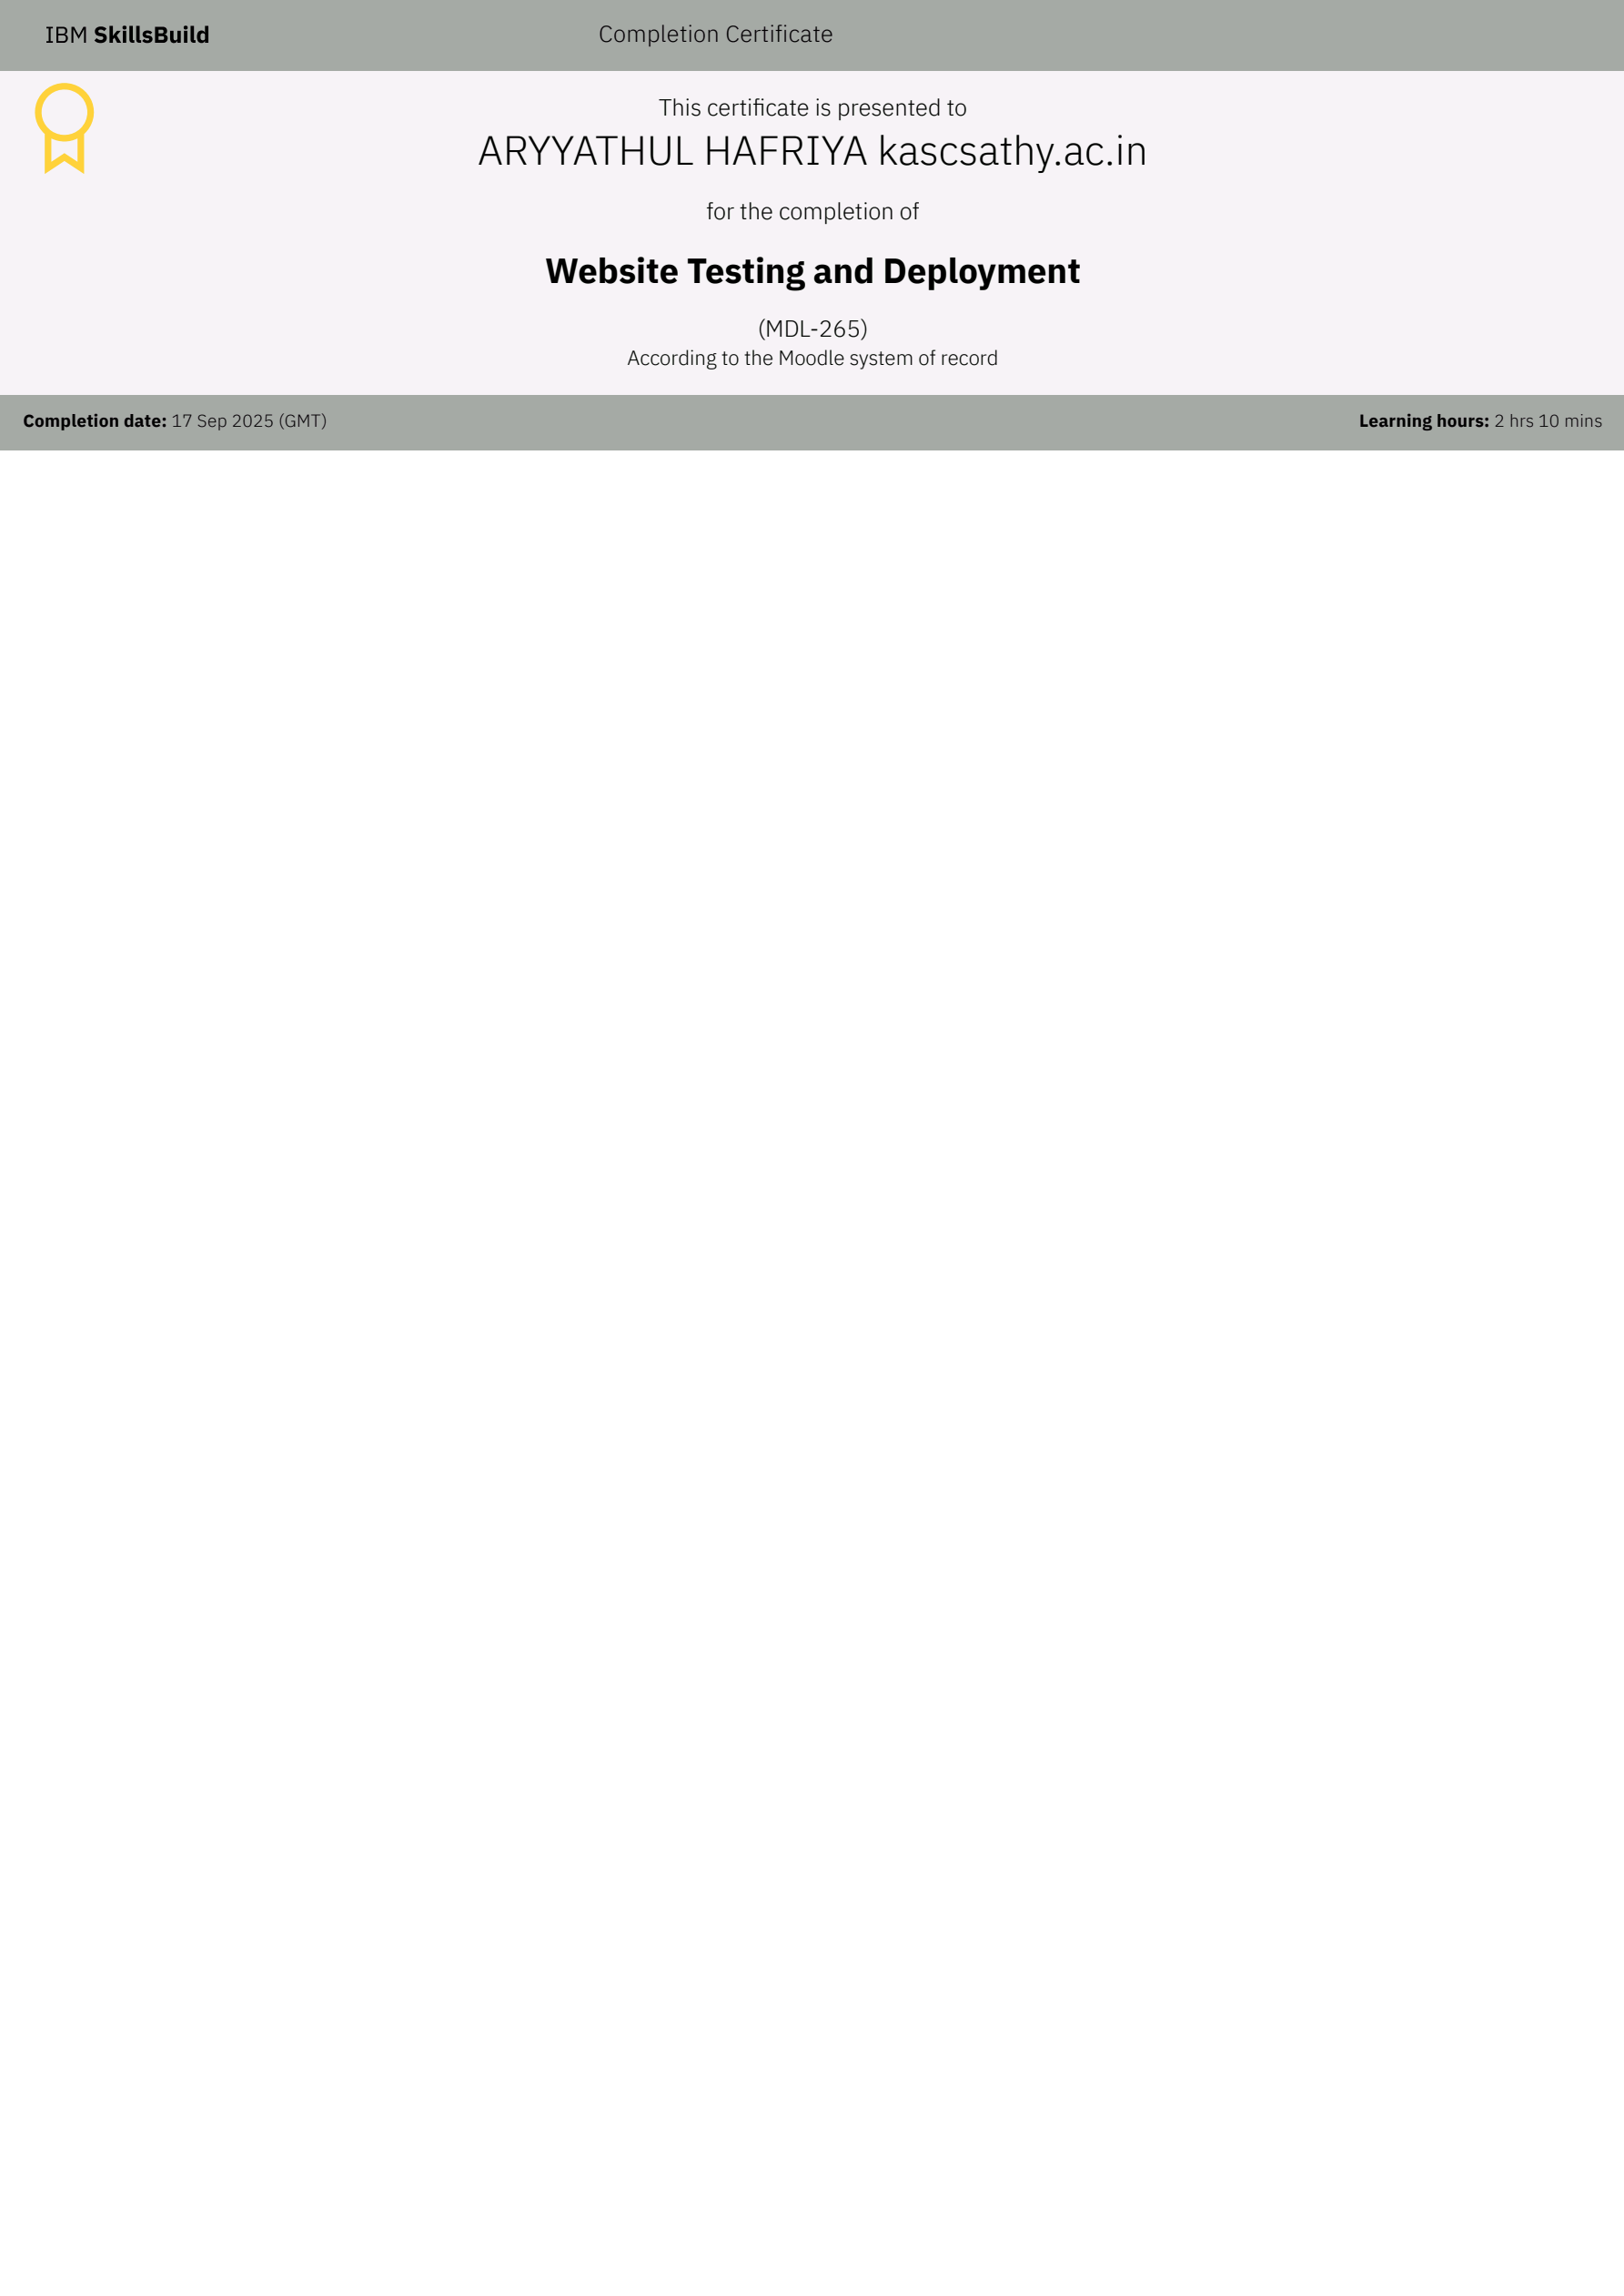 IBM SkillsBuild
Completion Certificate
This certificate is presented to
ARYYATHUL HAFRIYA kascsathy.ac.in
for the completion of
Website Testing and Deployment
(MDL-265)
According to the Moodle system of record
Completion date: 17 Sep 2025 (GMT)
Learning hours: 2 hrs 10 mins